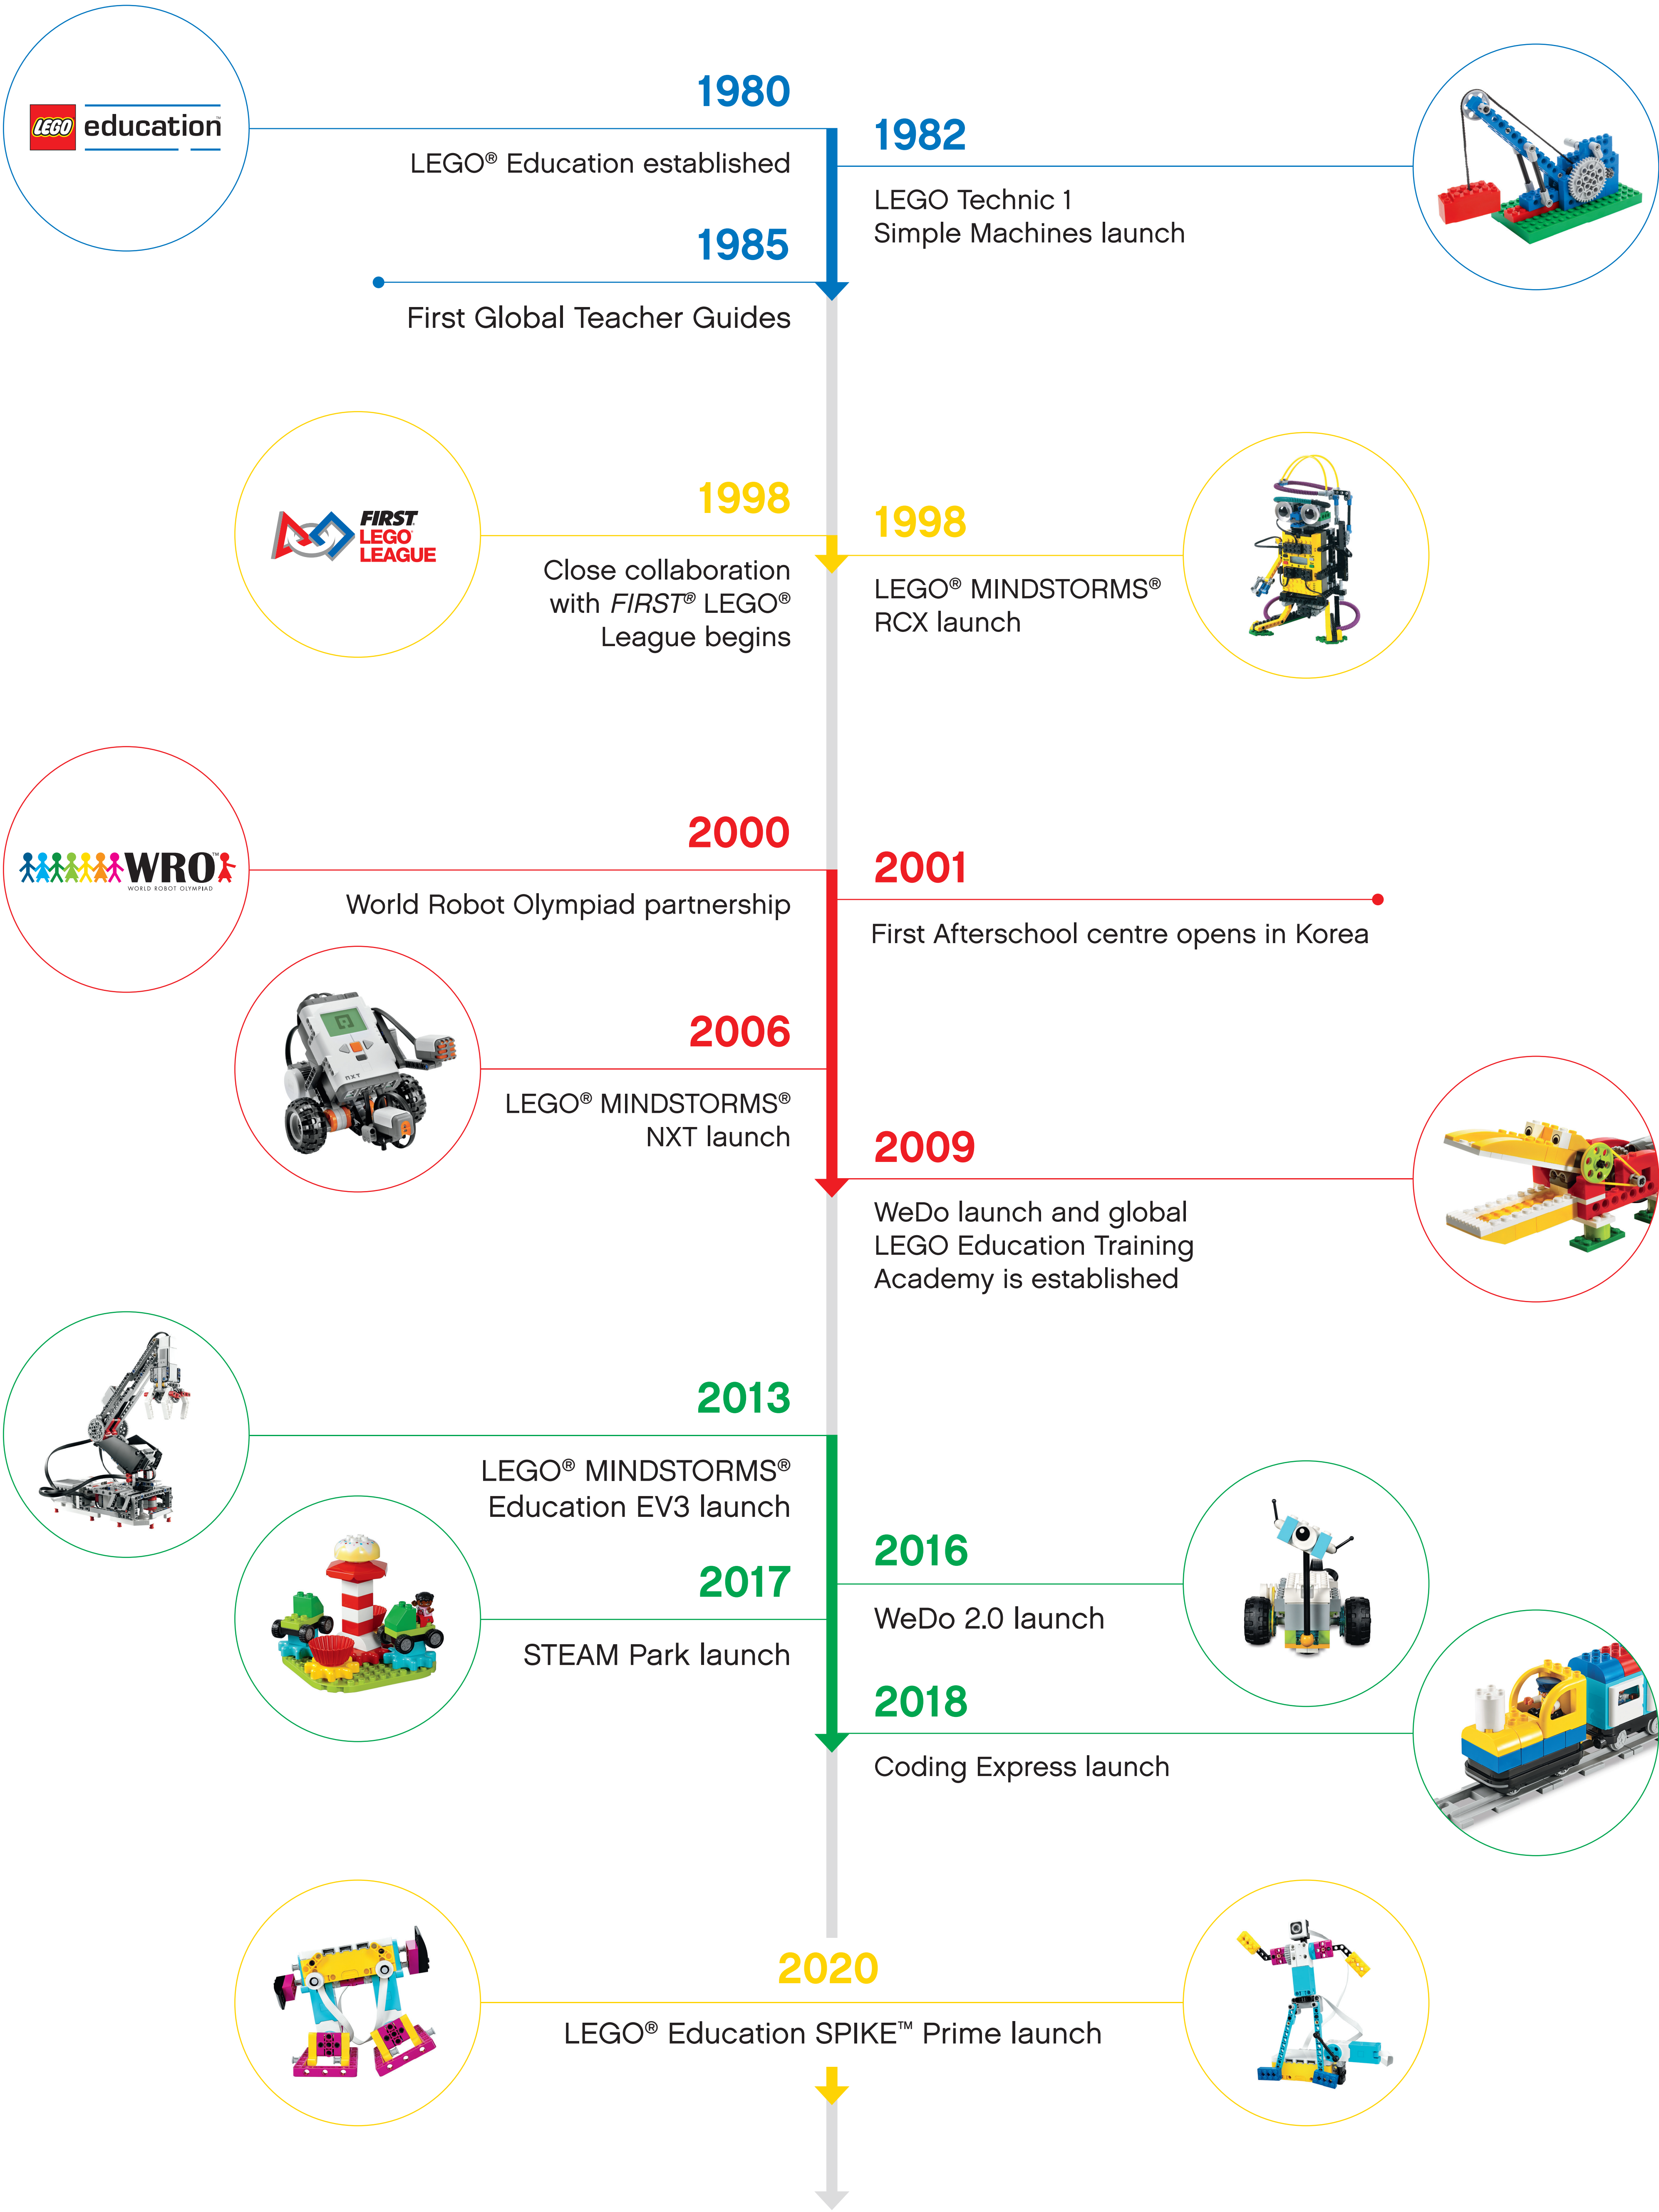 LEGO education™
1980
LEGO® Education established
1982
LEGO Technic 1
Simple Machines launch
1985
First Global Teacher Guides
FIRST®
LEGO®
LEAGUE
1998
Close collaboration
with FIRST® LEGO®
League begins
1998
LEGO® MINDSTORMS®
RCX launch
WRO™
WORLD ROBOT OLYMPIAD
2000
World Robot Olympiad partnership
2001
First Afterschool centre opens in Korea
NXT
2006
LEGO® MINDSTORMS®
NXT launch
2009
WeDo launch and global
LEGO Education Training
Academy is established
2013
LEGO® MINDSTORMS®
Education EV3 launch
2016
WeDo 2.0 launch
2017
STEAM Park launch
2018
Coding Express launch
2020
LEGO® Education SPIKE™ Prime launch